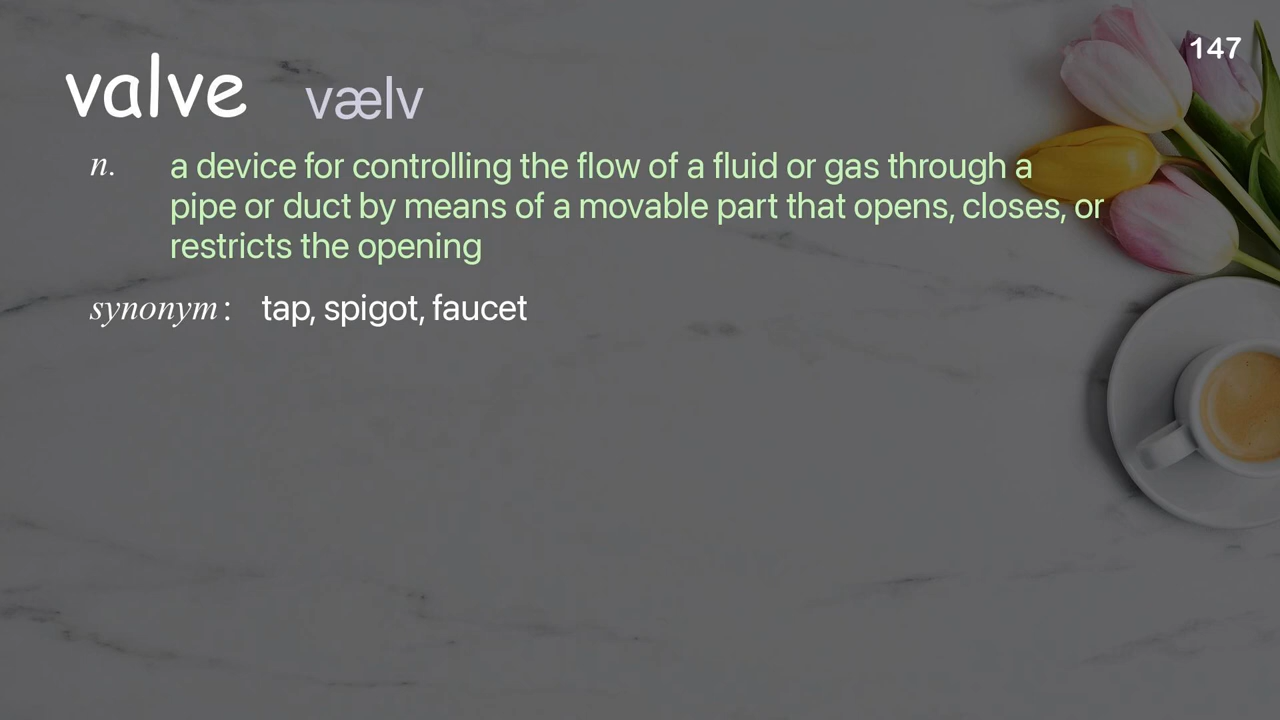 147
valve vælv
n. a device for controlling the flow of a fluid or gas through a
pipe or duct by means of a movable part that opens, closes, or
restricts the opening
synonym: tap, spigot, faucet